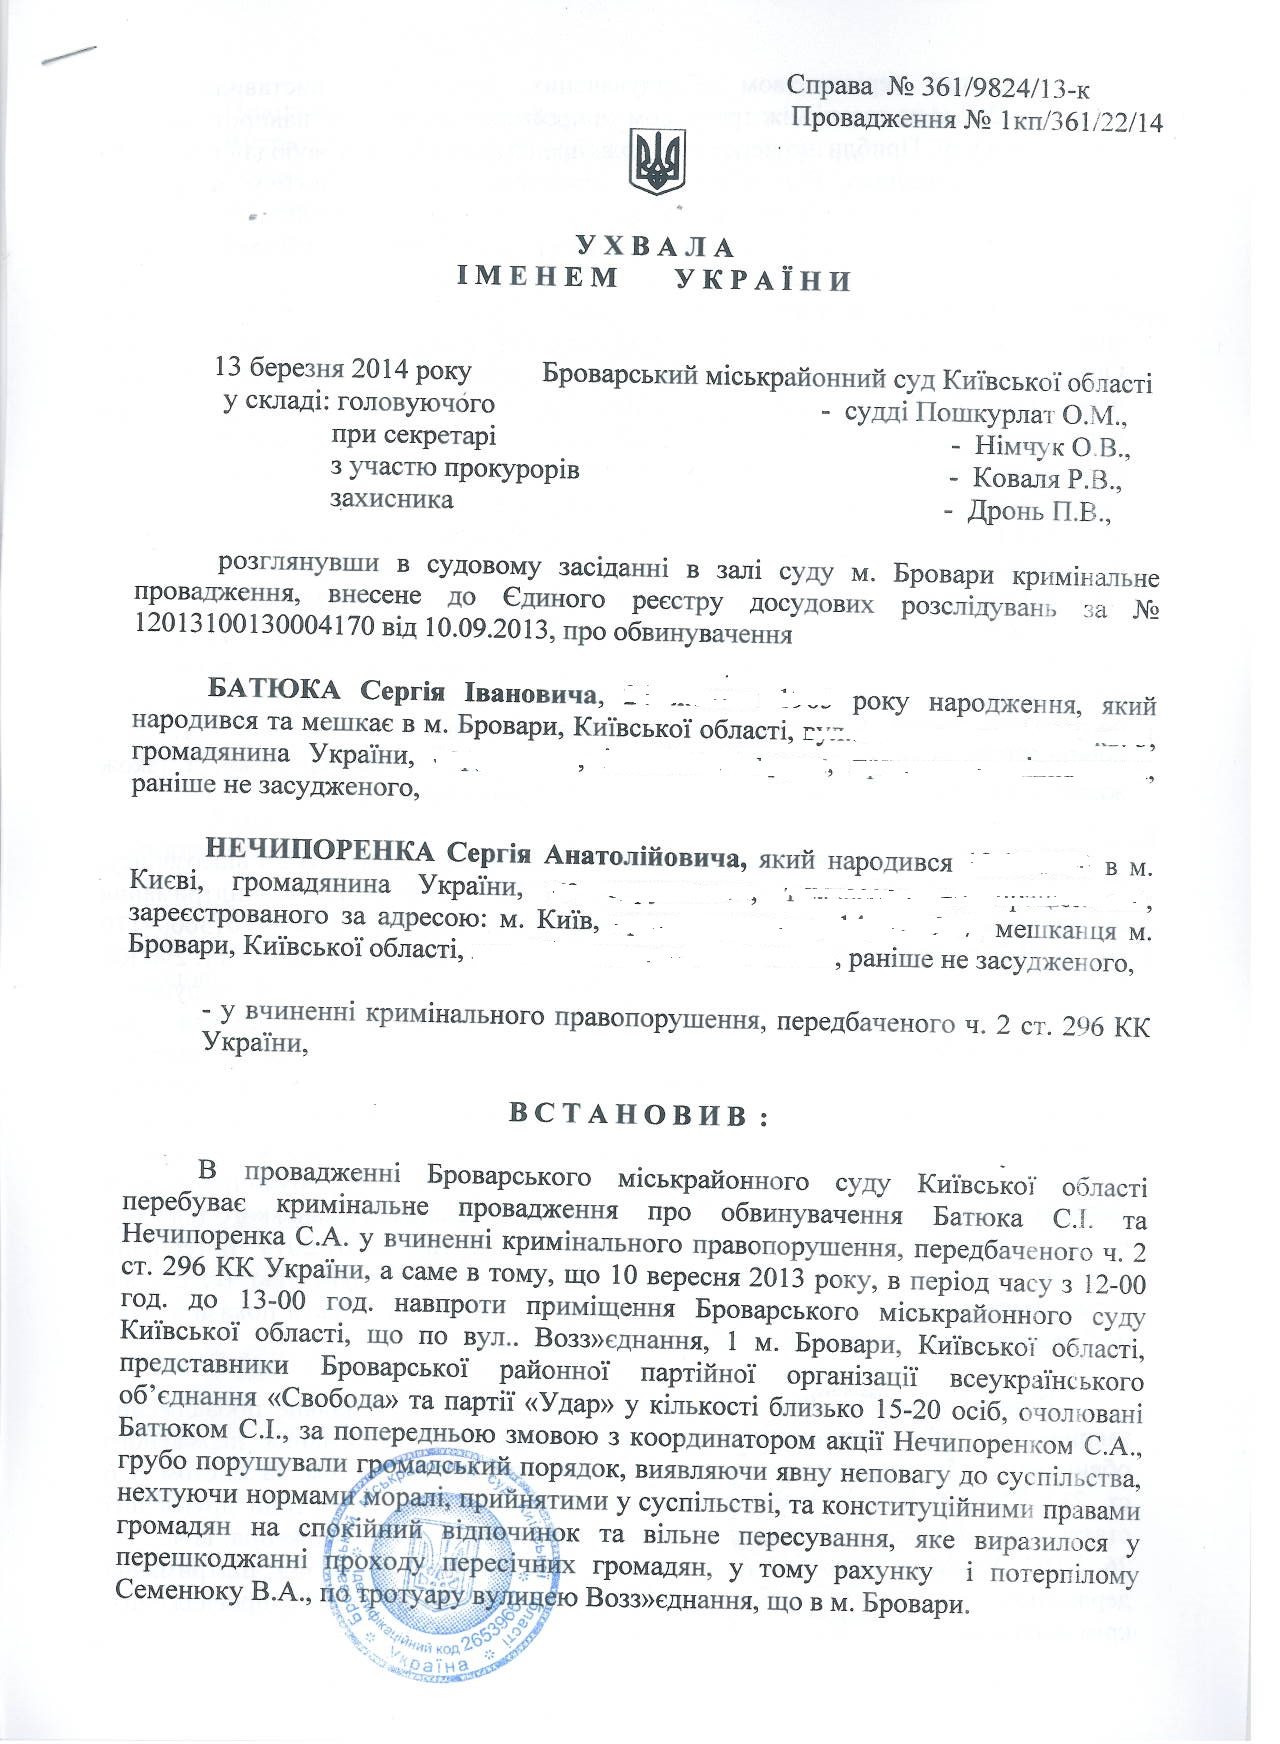 Справа № 361/9824/13-к
Провадження № 1кп/361/22/14
У Х В А Л А
І М Е Н Е М У К Р А Ї Н И
13 березня 2014 року Броварський міськрайонний суд Київської області
у складі: головуючого - судді Пошкурлат О.М.,
при секретарі - Німчук О.В.,
з участю прокурорів - Коваля Р.В.,
захисника - Дронь П.В.,
розглянувши в судовому засіданні в залі суду м. Бровари кримінальне
провадження, внесене до Єдиного реєстру досудових розслідувань за №
12013100130004170 від 10.09.2013, про обвинувачення
БАТЮКА Сергія Івановича, року народження, який
народився та мешкає в м. Бровари, Київської області, вул.
громадянина України,
раніше не засудженого,
НЕЧИПОРЕНКА Сергія Анатолійовича, який народився в м.
Києві, громадянина України,
зареєстрованого за адресою: м. Київ, мешканця м.
Бровари, Київської області, , раніше не засудженого,
- у вчиненні кримінального правопорушення, передбаченого ч. 2 ст. 296 КК
України,
В С Т А Н О В И В :
В провадженні Броварського міськрайонного суду Київської області
перебуває кримінальне провадження про обвинувачення Батюка С.І. та
Нечипоренка С.А. у вчиненні кримінального правопорушення, передбаченого ч. 2
ст. 296 КК України, а саме в тому, що 10 вересня 2013 року, в період часу з 12-00
год. до 13-00 год. навпроти приміщення Броварського міськрайонного суду
Київської області, що по вул.. Возз»єднання, 1 м. Бровари, Київської області,
представники Броварської районної партійної організації всеукраїнського
об’єднання «Свобода» та партії «Удар» у кількості близько 15-20 осіб, очолювані
Батюком С.І., за попередньою змовою з координатором акції Нечипоренком С.А.,
грубо порушували громадський порядок, виявляючи явну неповагу до суспільства,
нехтуючи нормами моралі, прийнятими у суспільстві, та конституційними правами
громадян на спокійний відпочинок та вільне пересування, яке виразилося у
перешкоджанні проходу пересічних громадян, у тому рахунку і потерпілому
Семенюку В.А., по тротуару вулицею Возз»єднання, що в м. Бровари.
Україна